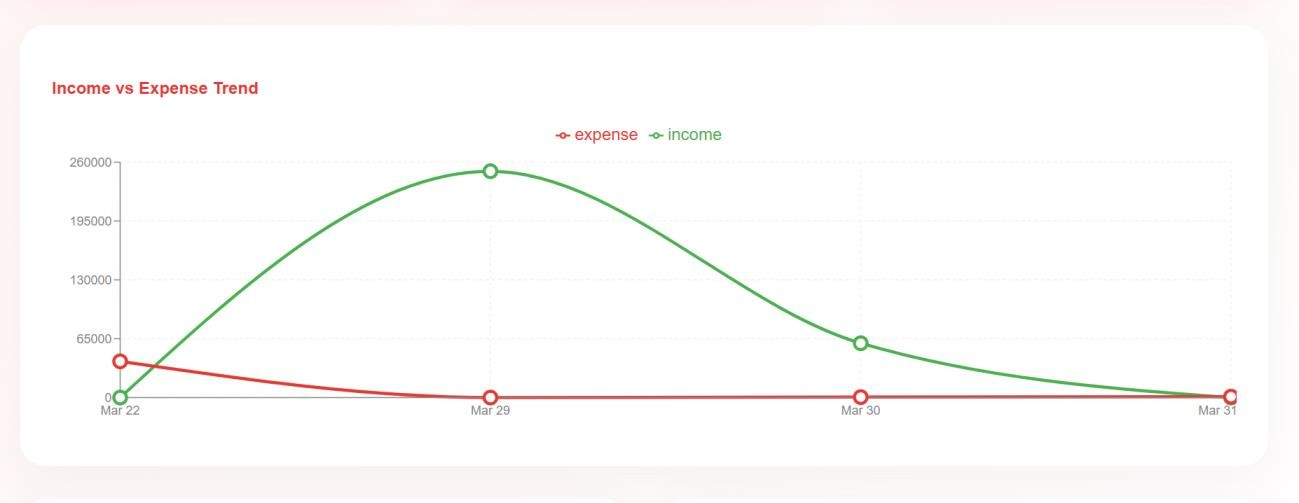 Income vs Expense Trend
expense income
260000
195000
130000
65000
0
Mar 22 Mar 29 Mar 30 Mar 31